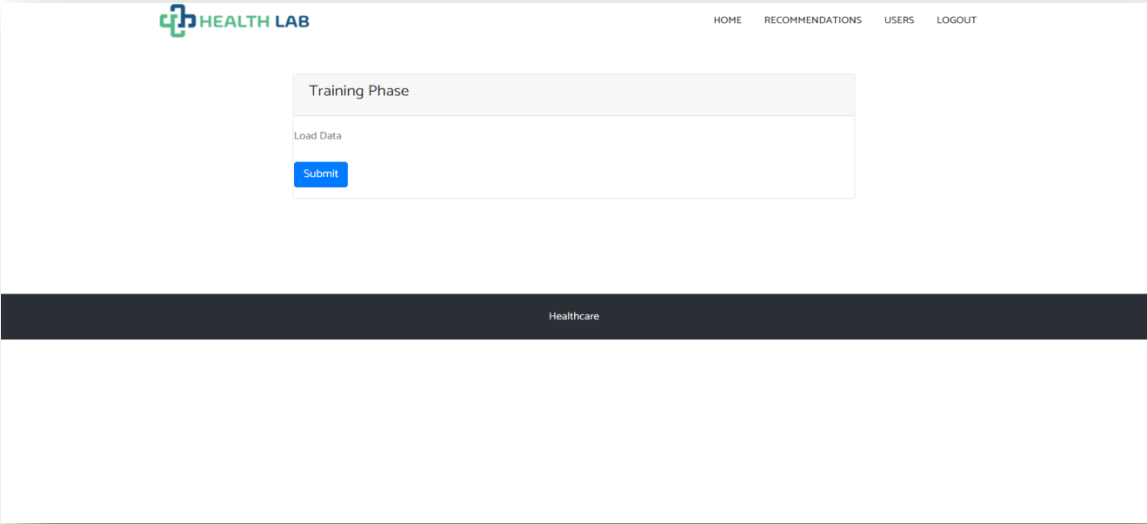 HEALTH LAB
HOME RECOMMENDATIONS USERS LOGOUT
Training Phase
Load Data
Submit
Healthcare